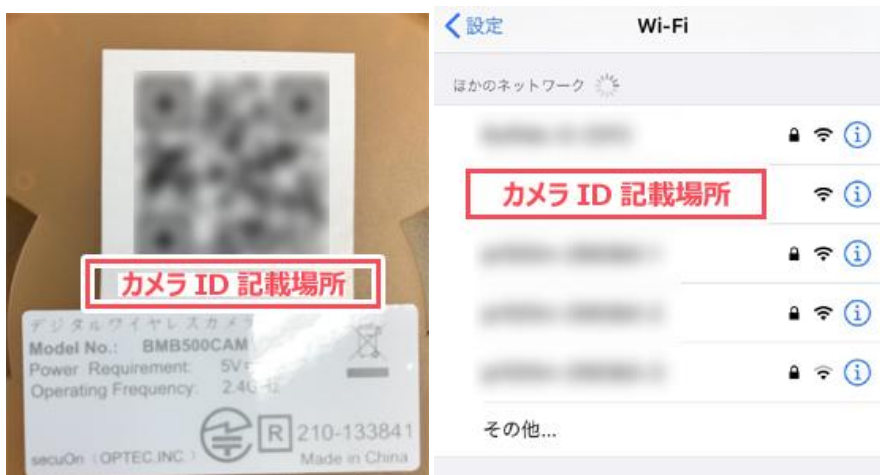 カメラ ID 記載場所
デジタルワイヤレスカメラ
Model No.: BMB500CAM
Power Requirement: 5V
Operating Frequency: 2.4GHz
R 210-133841
secuOn (OPTEC,INC.) Made in China
設定 Wi-Fi
ほかのネットワーク
カメラ ID 記載場所
その他...